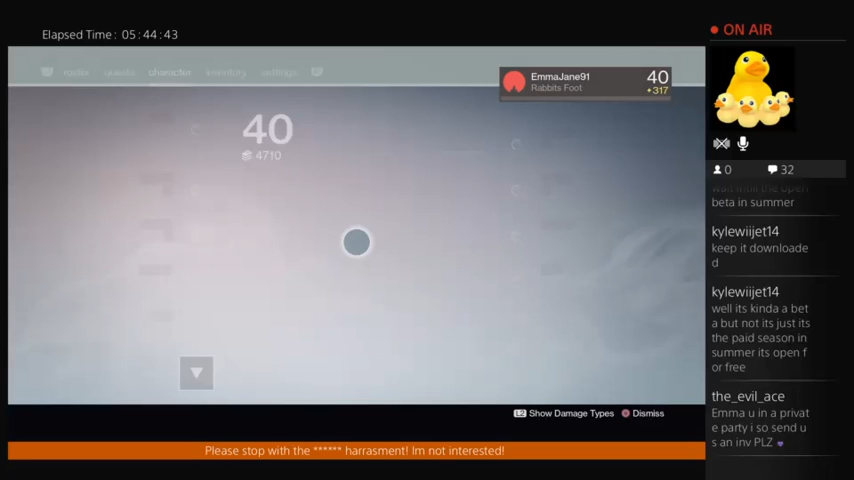 Elapsed Time : 05:44:43
ON AIR
roster quests character inventory settings
EmmaJane91
Rabbits Foot
40
317
40
4710
0 32
wait intill the open
beta in summer
kylewiijet14
keep it downloade
d
kylewiijet14
well its kinda a bet
a but not its just its
the paid season in
summer its open f
or free
the_evil_ace
Emma u in a privat
e party i so send u
s an inv PLZ
L2 Show Damage Types Dismiss
Please stop with the ****** harrasment! Im not interested!